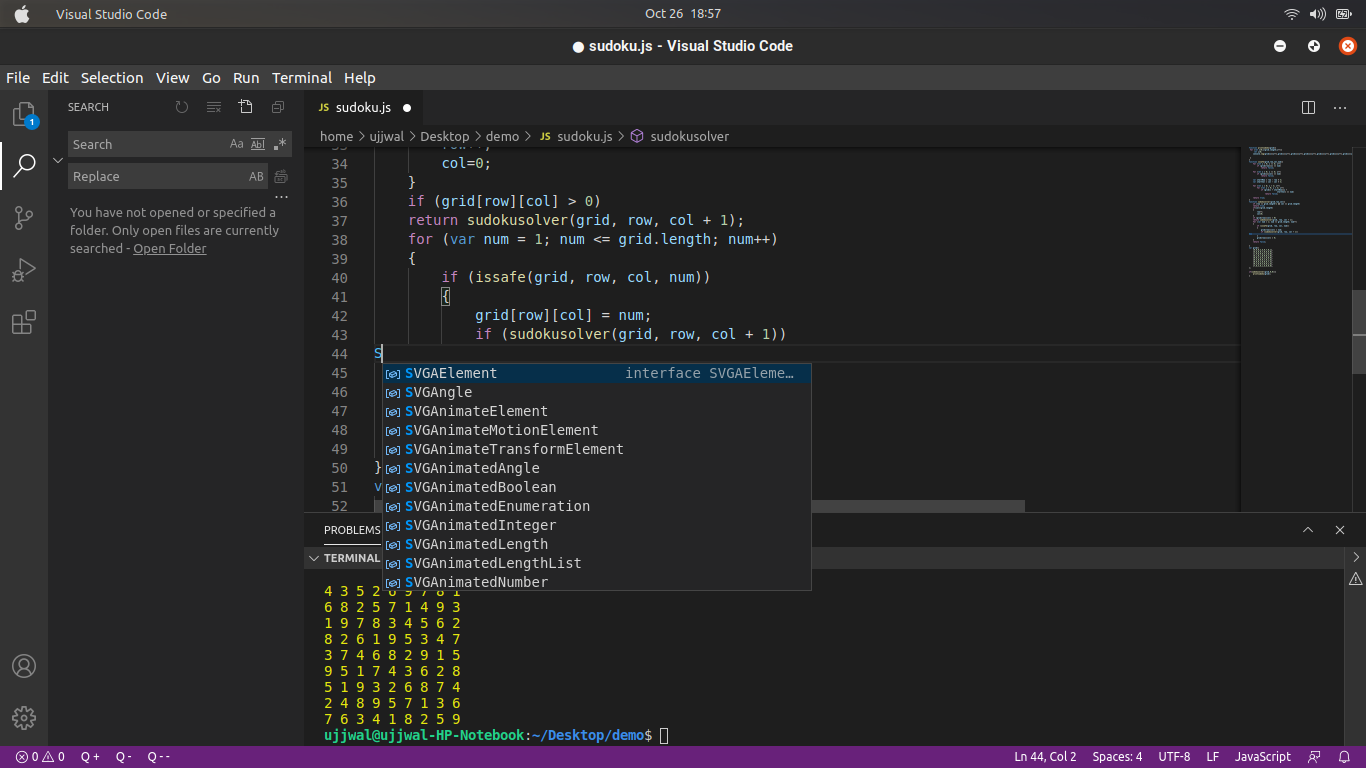 Visual Studio Code
Oct 26 18:57
● sudoku.js - Visual Studio Code
File Edit Selection View Go Run Terminal Help
1
SEARCH
Search
Aa Abl .*
Replace
AB
You have not opened or specified a
folder. Only open files are currently
searched - Open Folder
JS sudoku.js ●
home > ujjwal > Desktop > demo > JS sudoku.js > sudokusolver
34 col=0;
35 }
36 if (grid[row][col] > 0)
37 return sudokusolver(grid, row, col + 1);
38 for (var num = 1; num <= grid.length; num++)
39 {
40 if (issafe(grid, row, col, num))
41 {
42 grid[row][col] = num;
43 if (sudokusolver(grid, row, col + 1))
44 S
45 SVGAElement interface SVGAEleme…
46 SVGAngle
47 SVGAnimateElement
48 SVGAnimateMotionElement
49 SVGAnimateTransformElement
50 } SVGAnimatedAngle
51 v SVGAnimatedBoolean
52 SVGAnimatedEnumeration
SVGAnimatedInteger
SVGAnimatedLength
SVGAnimatedLengthList
SVGAnimatedNumber
PROBLEMS
TERMINAL
4 3 5 2 6 9 7 8 1
6 8 2 5 7 1 4 9 3
1 9 7 8 3 4 5 6 2
8 2 6 1 9 5 3 4 7
3 7 4 6 8 2 9 1 5
9 5 1 7 4 3 6 2 8
5 1 9 3 2 6 8 7 4
2 4 8 9 5 7 1 3 6
7 6 3 4 1 8 2 5 9
ujjwal@ujjwal-HP-Notebook:~/Desktop/demo$
0 0 Q + Q - Q - -
Ln 44, Col 2 Spaces: 4 UTF-8 LF JavaScript